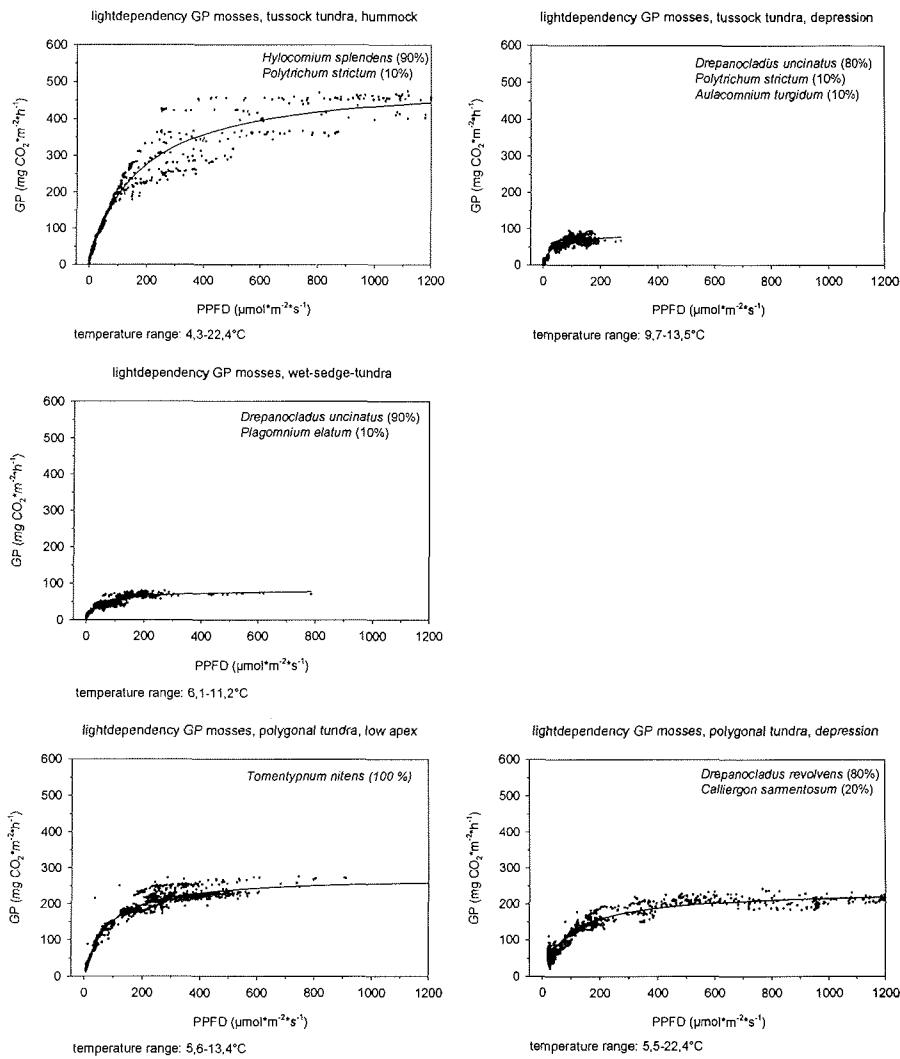 lightdependency GP mosses, tussock tundra, hummock
600
500
400
300
200
100
0
GP (mg CO₂*m⁻²*h⁻¹)
Hylocomium splendens (90%)
Polytrichum strictum (10%)
0 200 400 600 800 1000 1200
PPFD (µmol*m⁻²*s⁻¹)
temperature range: 4,3-22,4°C
lightdependency GP mosses, tussock tundra, depression
600
500
400
300
200
100
0
GP (mg CO₂*m⁻²*h⁻¹)
Drepanocladus uncinatus (80%)
Polytrichum strictum (10%)
Aulacomnium turgidum (10%)
0 200 400 600 800 1000 1200
PPFD (µmol*m⁻²*s⁻¹)
temperature range: 9,7-13,5°C
lightdependency GP mosses, wet-sedge-tundra
600
500
400
300
200
100
0
GP (mg CO₂*m⁻²*h⁻¹)
Drepanocladus uncinatus (90%)
Plagomnium elatum (10%)
0 200 400 600 800 1000 1200
PPFD (µmol*m⁻²*s⁻¹)
temperature range: 6,1-11,2°C
lightdependency GP mosses, polygonal tundra, low apex
600
500
400
300
200
100
0
GP (mg CO₂*m⁻²*h⁻¹)
Tomentypnum nitens (100 %)
0 200 400 600 800 1000 1200
PPFD (µmol*m⁻²*s⁻¹)
temperature range: 5,6-13,4°C
lightdependency GP mosses, polygonal tundra, depression
600
500
400
300
200
100
0
GP (mg CO₂*m⁻²*h⁻¹)
Drepanocladus revolvens (80%)
Calliergon sarmentosum (20%)
0 200 400 600 800 1000 1200
PPFD (µmol*m⁻²*s⁻¹)
temperature range: 5,5-22,4°C